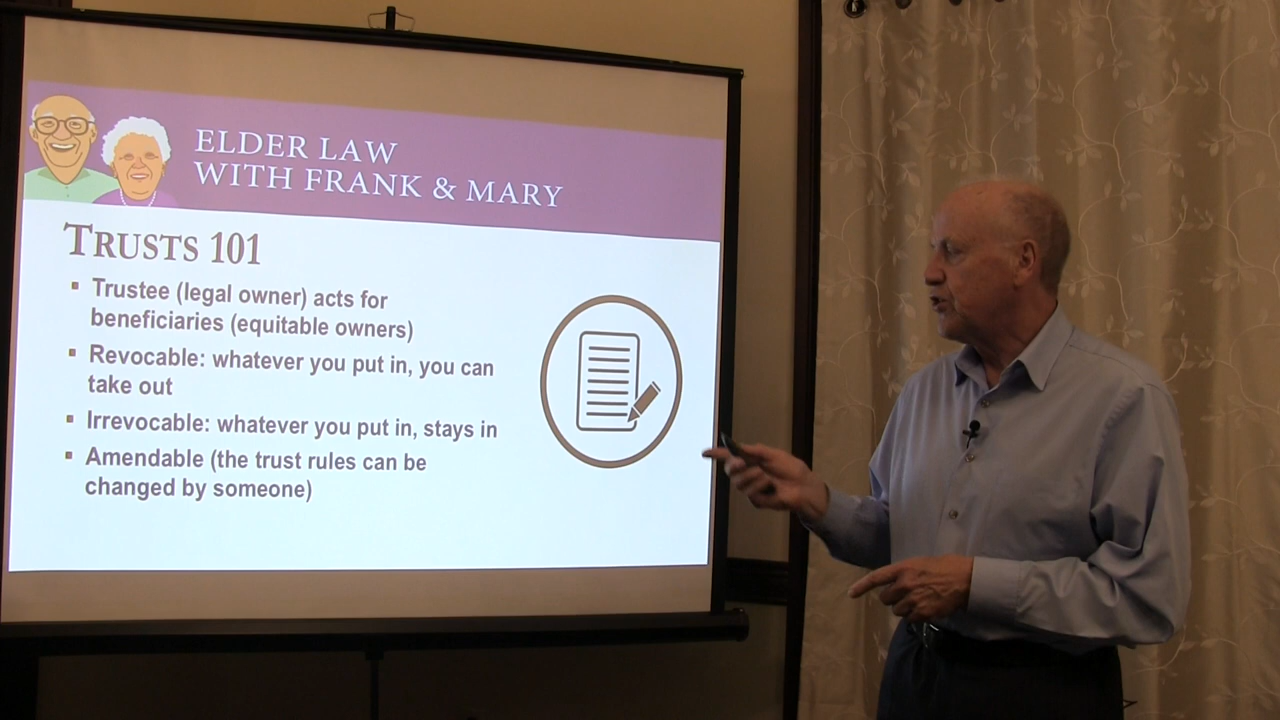 ELDER LAW
WITH FRANK & MARY
TRUSTS 101
▪ Trustee (legal owner) acts for
beneficiaries (equitable owners)
▪ Revocable: whatever you put in, you can
take out
▪ Irrevocable: whatever you put in, stays in
▪ Amendable (the trust rules can be
changed by someone)